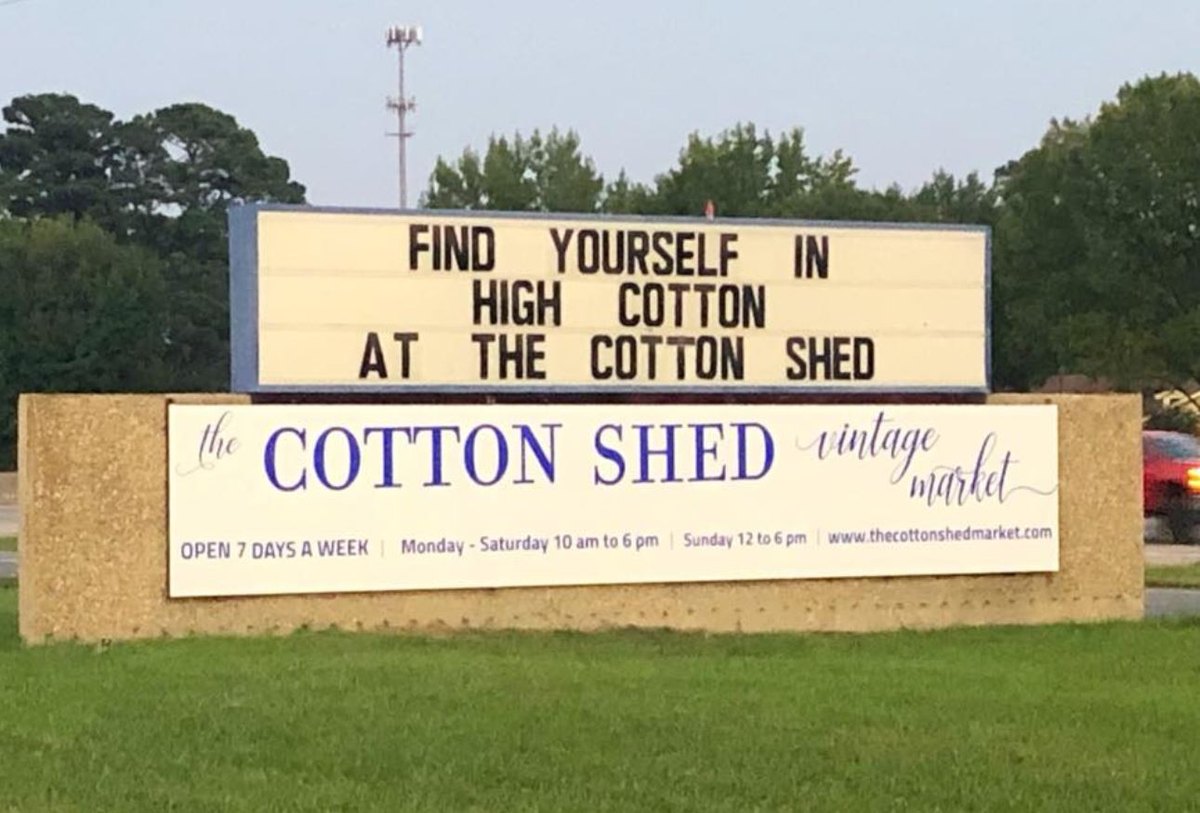 FIND YOURSELF IN
HIGH COTTON
AT THE COTTON SHED
the COTTON SHED vintage market
OPEN 7 DAYS A WEEK | Monday - Saturday 10 am to 6 pm | Sunday 12 to 6 pm | www.thecottonshedmarket.com